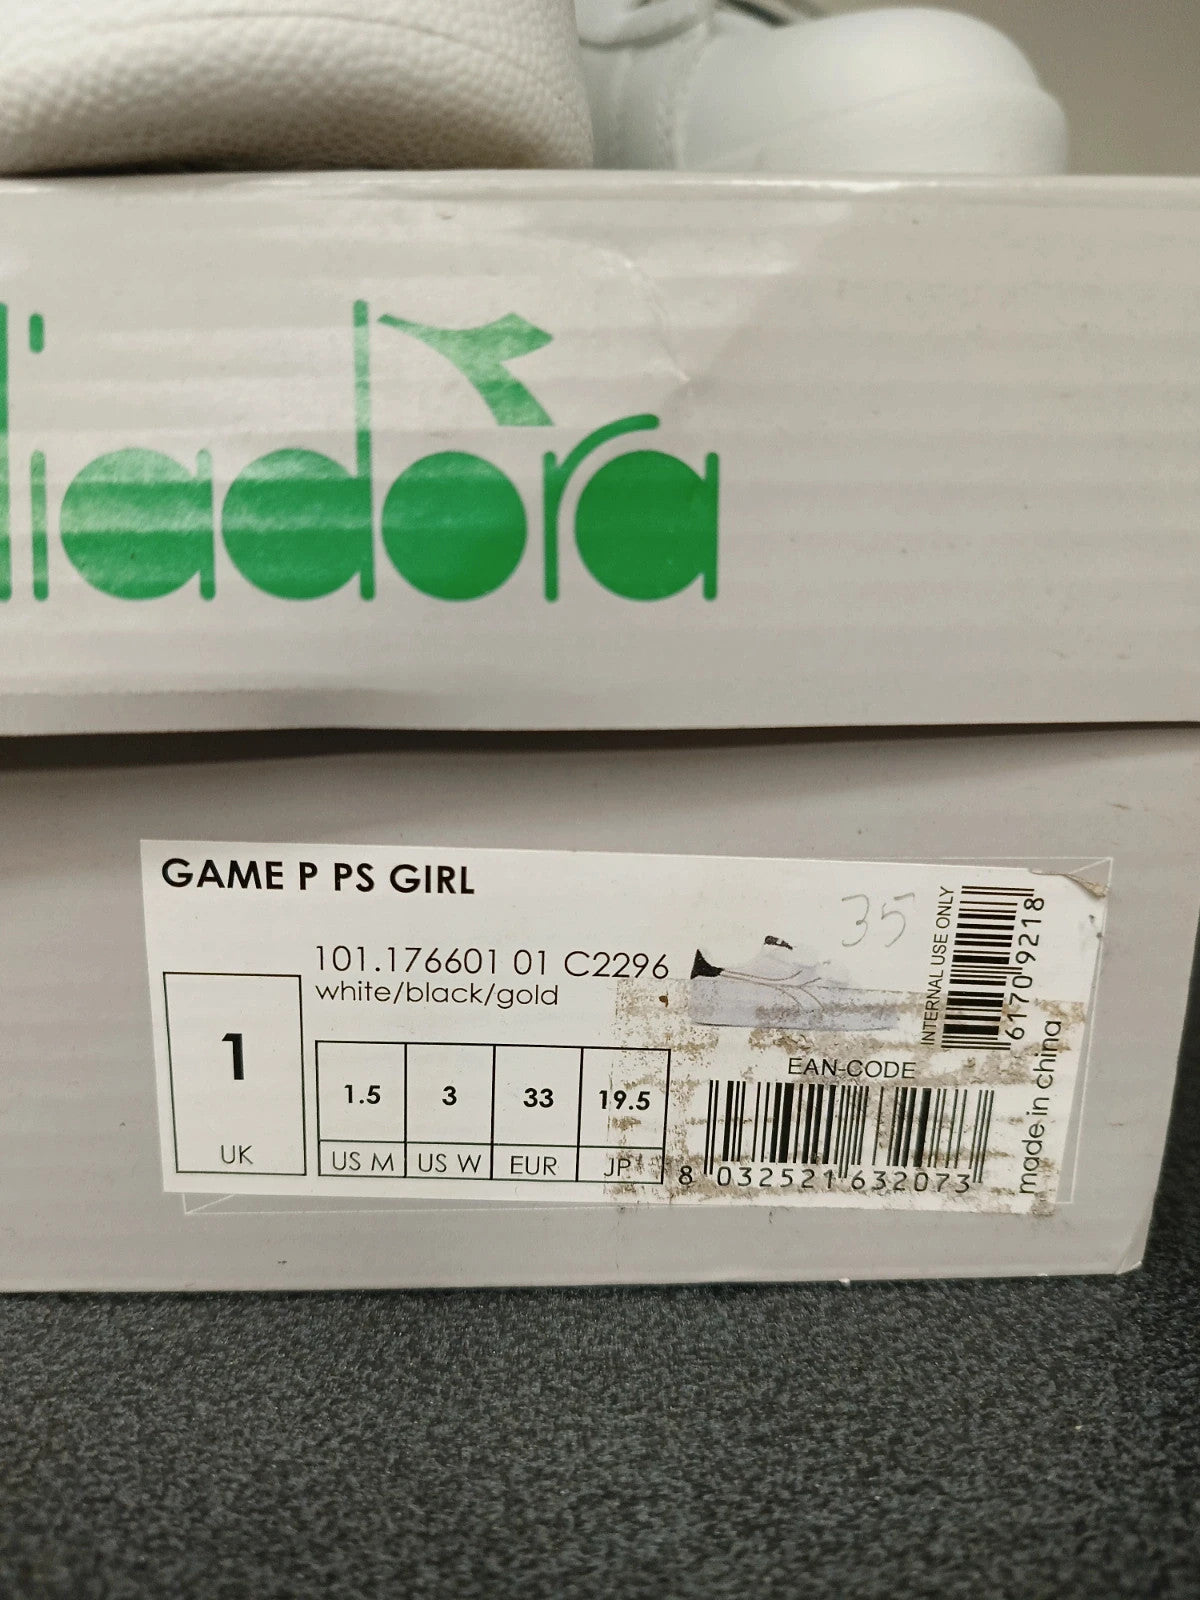 diadora
GAME P PS GIRL
35
101.176601 01 C2296
white/black/gold
1
UK
1.5 3 33 19.5
US M US W EUR JP
INTERNAL USE ONLY
6170 9218
EAN-CODE
8 032521 632073
made in china